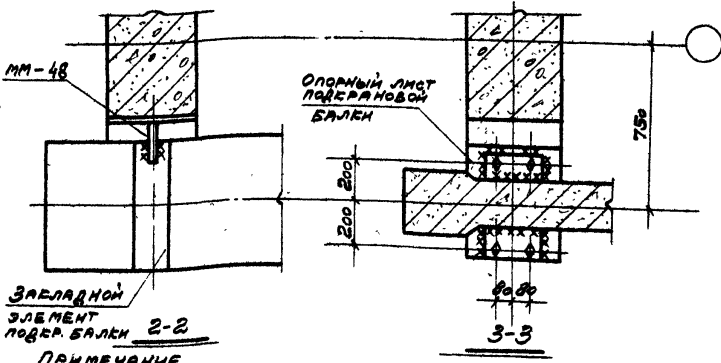 ММ-48
ОПОРНЫЙ ЛИСТ
ПОДКРАНОВОЙ
БАЛКИ
750
200
200
80 80
ЗАКЛАДНОЙ
ЭЛЕМЕНТ
ПОДКР. БАЛКИ
2-2
3-3
ПРИМЕЧАНИЕ